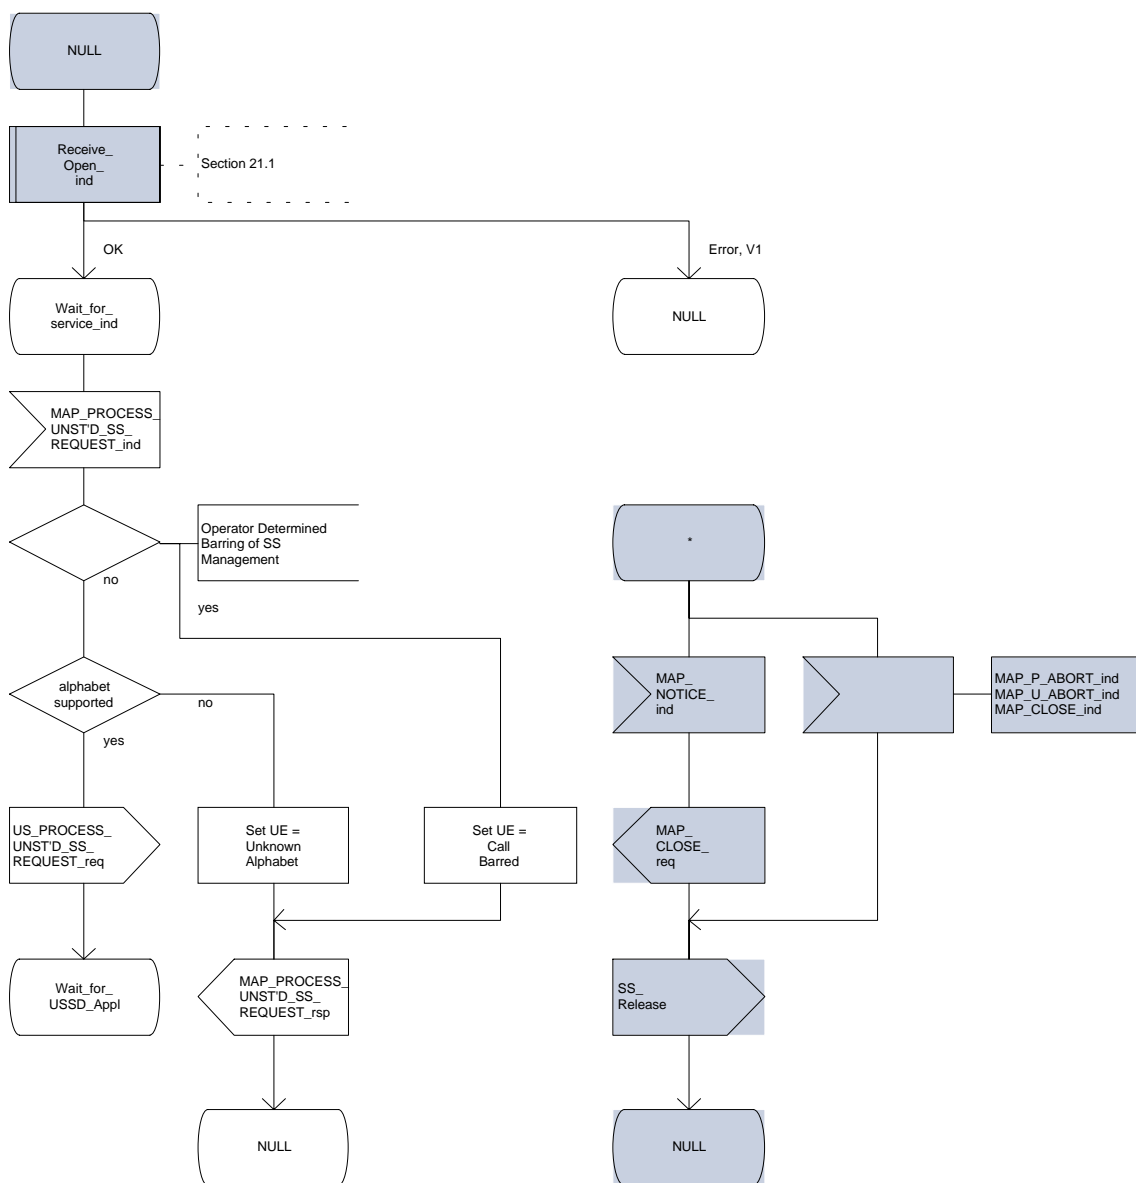 NULL
Receive_
Open_
ind
Section 21.1
OK
Error, V1
Wait_for_
service_ind
NULL
MAP_PROCESS_
UNST'D_SS_
REQUEST_ind
Operator Determined
Barring of SS
Management
no
yes
*
alphabet
supported
no
yes
MAP_
NOTICE_
ind
MAP_P_ABORT_ind
MAP_U_ABORT_ind
MAP_CLOSE_ind
US_PROCESS_
UNST'D_SS_
REQUEST_req
Set UE =
Unknown
Alphabet
Set UE =
Call
Barred
MAP_
CLOSE_
req
Wait_for_
USSD_Appl
MAP_PROCESS_
UNST'D_SS_
REQUEST_rsp
SS_
Release
NULL
NULL